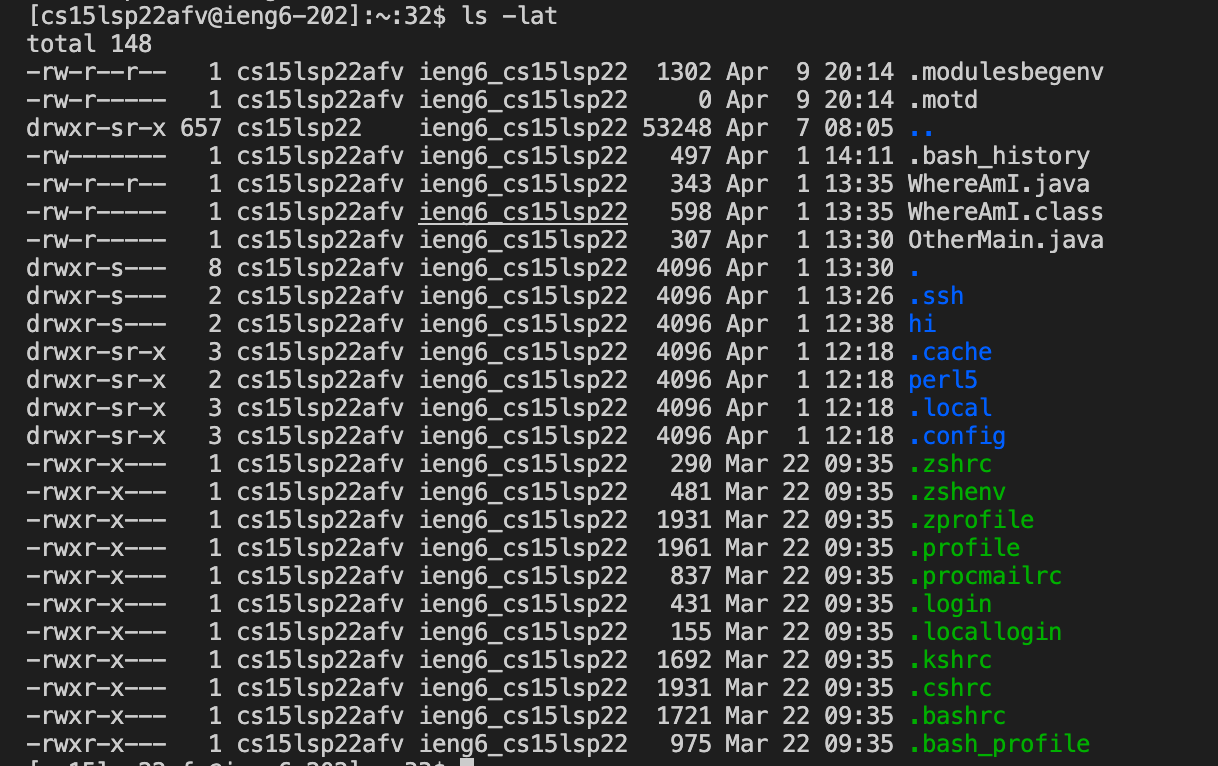 [cs15lsp22afv@ieng6-202]:~:32$ ls -lat
total 148
-rw-r--r--   1 cs15lsp22afv ieng6_cs15lsp22  1302 Apr  9 20:14 .modulesbegenv
-rw-r-----   1 cs15lsp22afv ieng6_cs15lsp22     0 Apr  9 20:14 .motd
drwxr-sr-x 657 cs15lsp22    ieng6_cs15lsp22 53248 Apr  7 08:05 ..
-rw-------   1 cs15lsp22afv ieng6_cs15lsp22   497 Apr  1 14:11 .bash_history
-rw-r--r--   1 cs15lsp22afv ieng6_cs15lsp22   343 Apr  1 13:35 WhereAmI.java
-rw-r-----   1 cs15lsp22afv ieng6_cs15lsp22   598 Apr  1 13:35 WhereAmI.class
-rw-r-----   1 cs15lsp22afv ieng6_cs15lsp22   307 Apr  1 13:30 OtherMain.java
drwxr-s---   8 cs15lsp22afv ieng6_cs15lsp22  4096 Apr  1 13:30 .
drwxr-s---   2 cs15lsp22afv ieng6_cs15lsp22  4096 Apr  1 13:26 .ssh
drwxr-s---   2 cs15lsp22afv ieng6_cs15lsp22  4096 Apr  1 12:38 hi
drwxr-sr-x   3 cs15lsp22afv ieng6_cs15lsp22  4096 Apr  1 12:18 .cache
drwxr-sr-x   2 cs15lsp22afv ieng6_cs15lsp22  4096 Apr  1 12:18 perl5
drwxr-sr-x   3 cs15lsp22afv ieng6_cs15lsp22  4096 Apr  1 12:18 .local
drwxr-sr-x   3 cs15lsp22afv ieng6_cs15lsp22  4096 Apr  1 12:18 .config
-rwxr-x---   1 cs15lsp22afv ieng6_cs15lsp22   290 Mar 22 09:35 .zshrc
-rwxr-x---   1 cs15lsp22afv ieng6_cs15lsp22   481 Mar 22 09:35 .zshenv
-rwxr-x---   1 cs15lsp22afv ieng6_cs15lsp22  1931 Mar 22 09:35 .zprofile
-rwxr-x---   1 cs15lsp22afv ieng6_cs15lsp22  1961 Mar 22 09:35 .profile
-rwxr-x---   1 cs15lsp22afv ieng6_cs15lsp22   837 Mar 22 09:35 .procmailrc
-rwxr-x---   1 cs15lsp22afv ieng6_cs15lsp22   431 Mar 22 09:35 .login
-rwxr-x---   1 cs15lsp22afv ieng6_cs15lsp22   155 Mar 22 09:35 .locallogin
-rwxr-x---   1 cs15lsp22afv ieng6_cs15lsp22  1692 Mar 22 09:35 .kshrc
-rwxr-x---   1 cs15lsp22afv ieng6_cs15lsp22  1931 Mar 22 09:35 .cshrc
-rwxr-x---   1 cs15lsp22afv ieng6_cs15lsp22  1721 Mar 22 09:35 .bashrc
-rwxr-x---   1 cs15lsp22afv ieng6_cs15lsp22   975 Mar 22 09:35 .bash_profile